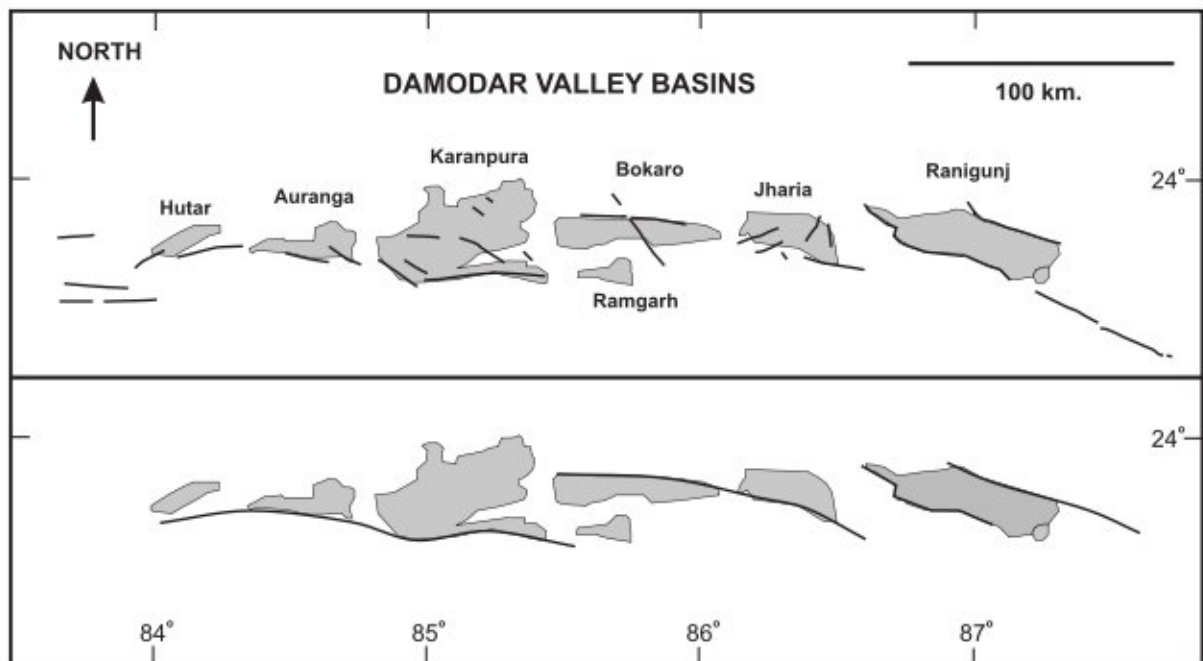 NORTH
DAMODAR VALLEY BASINS
100 km.
Karanpura
Bokaro
Ranigunj
Jharia
Auranga
Hutar
24°
Ramgarh
24°
84°
85°
86°
87°